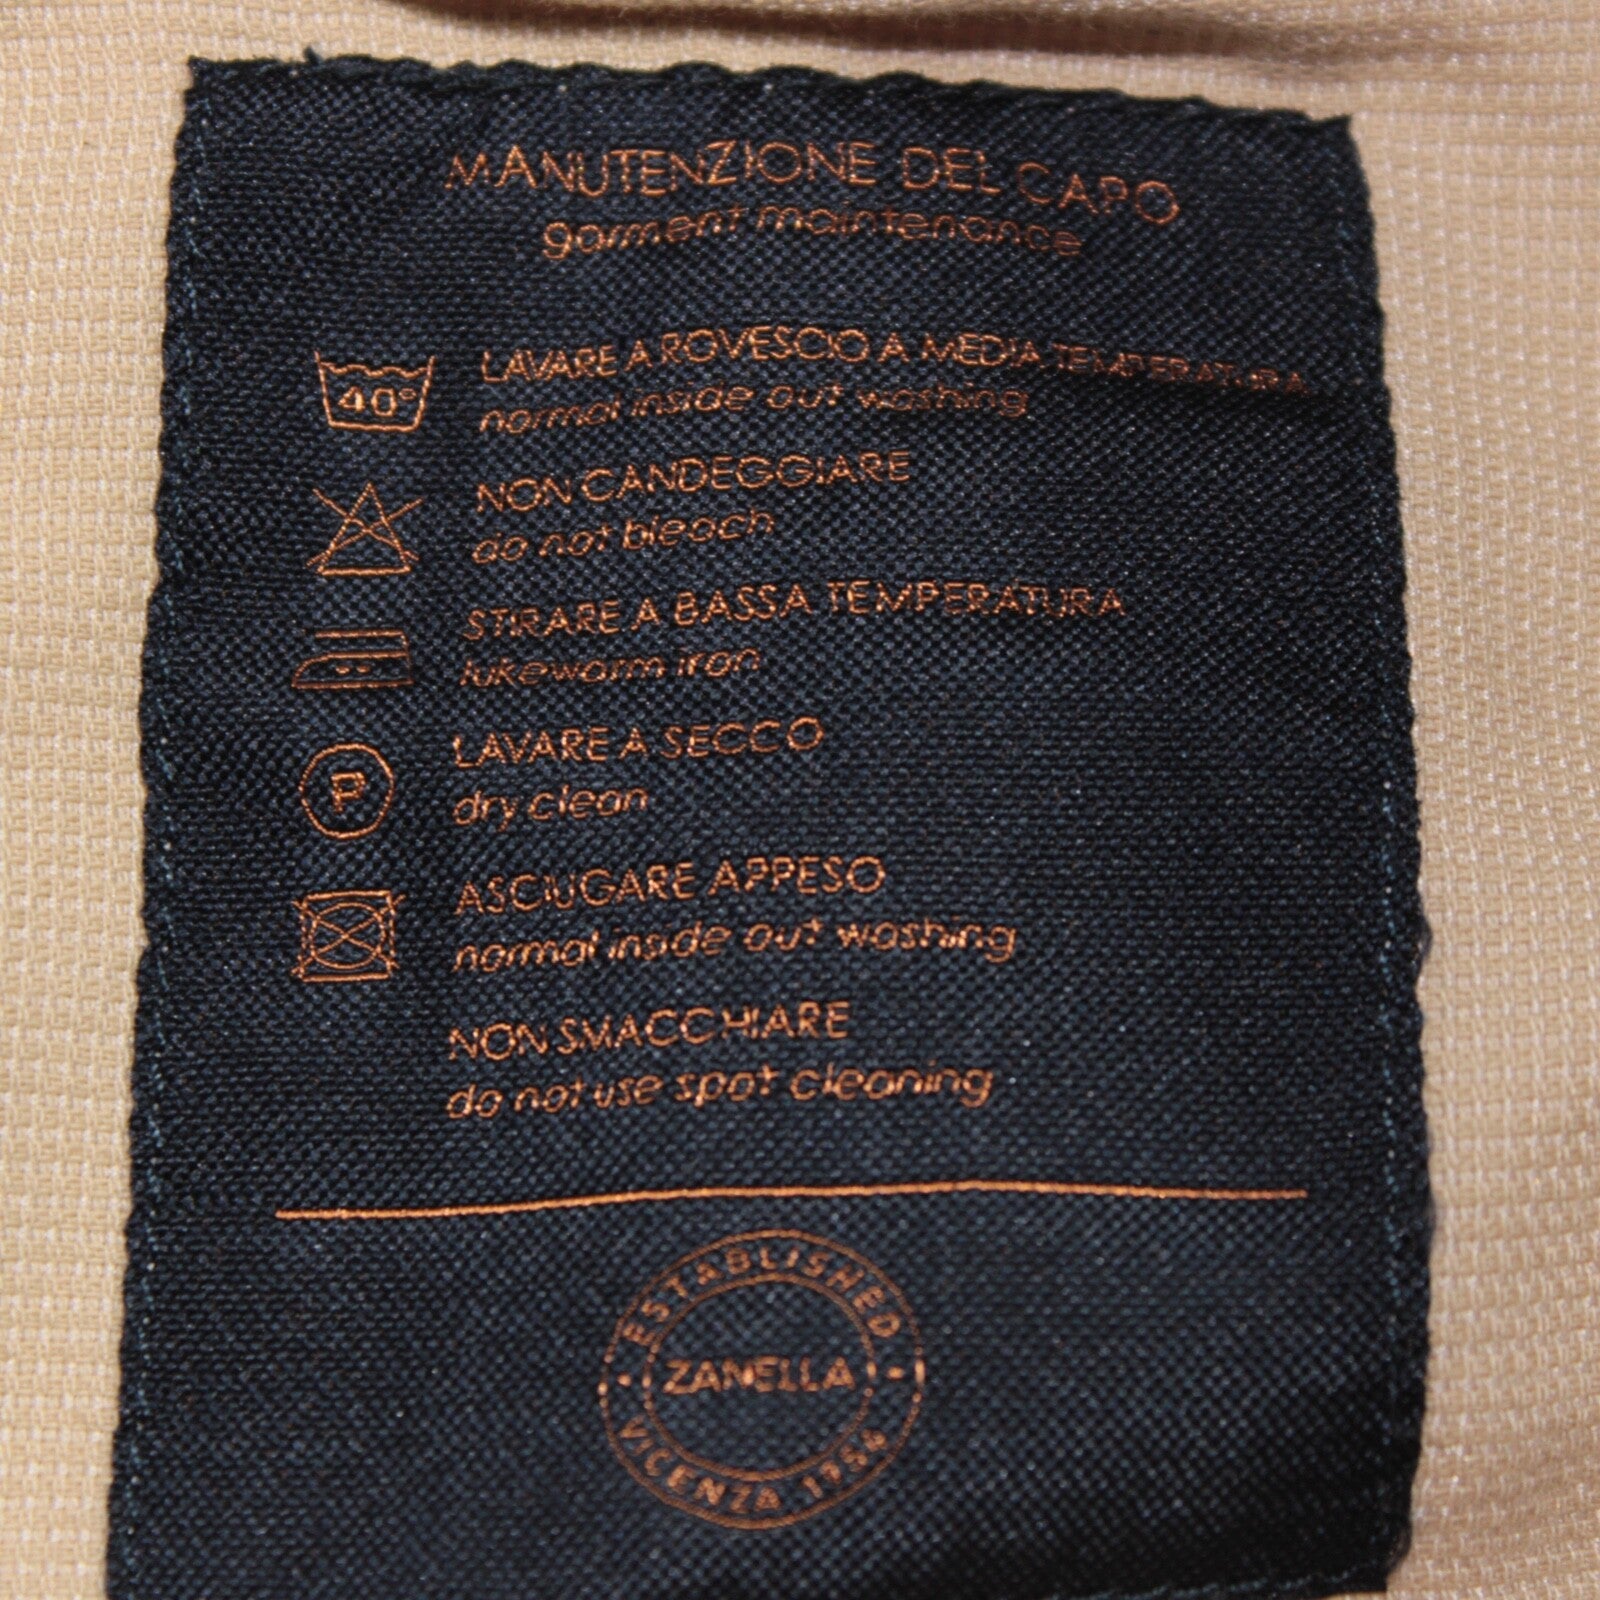 MANUTENZIONE DEL CAPO
garment maintenance
40°
LAVARE A ROVESCIO A MEDIA TEMPERATURA
normal inside out washing
NON CANDEGGIARE
do not bleach
STIRARE A BASSA TEMPERATURA
lukewarm iron
P
LAVARE A SECCO
dry clean
ASCIUGARE APPESO
normal inside out washing
NON SMACCHIARE
do not use spot cleaning
ESTABLISHED
ZANELLA
VICENZA 1954